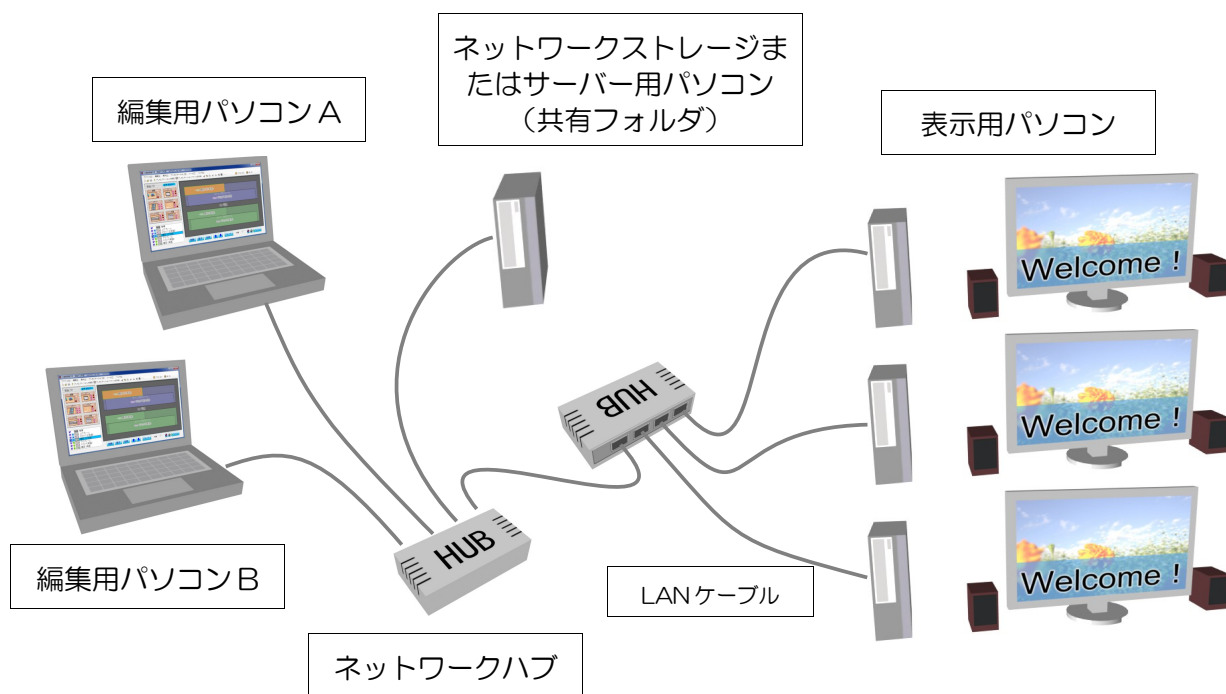 ネットワークストレージま
たはサーバー用パソコン
（共有フォルダ）
編集用パソコンA
表示用パソコン
Welcome !
HUB
Welcome !
HUB
編集用パソコンB
LANケーブル
Welcome !
ネットワークハブ